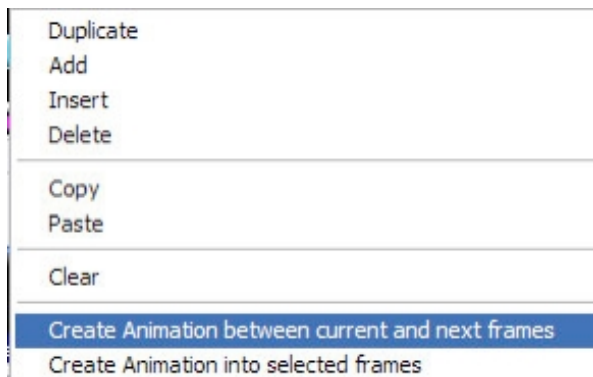 Duplicate
Add
Insert
Delete
Copy
Paste
Clear
Create Animation between current and next frames
Create Animation into selected frames